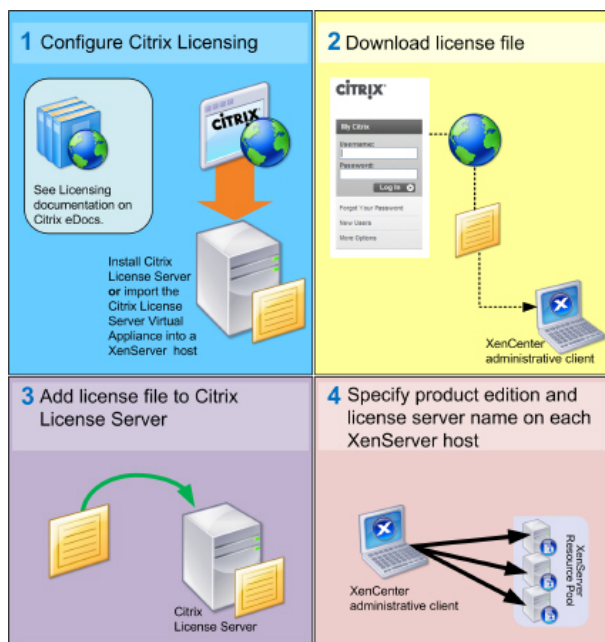 1 Configure Citrix Licensing
CITRIX
See Licensing
documentation on
Citrix eDocs.
Install Citrix
License Server
or import the
Citrix License
Server Virtual
Appliance into a
XenServer host
2 Download license file
CITRIX
My Citrix
Username:
Password:
Log In
Forgot Your Password
New Users
More Options
XenCenter
administrative client
3 Add license file to Citrix
License Server
Citrix
License Server
4 Specify product edition and
license server name on each
XenServer host
XenCenter
administrative client
XenServer
Resource Pool